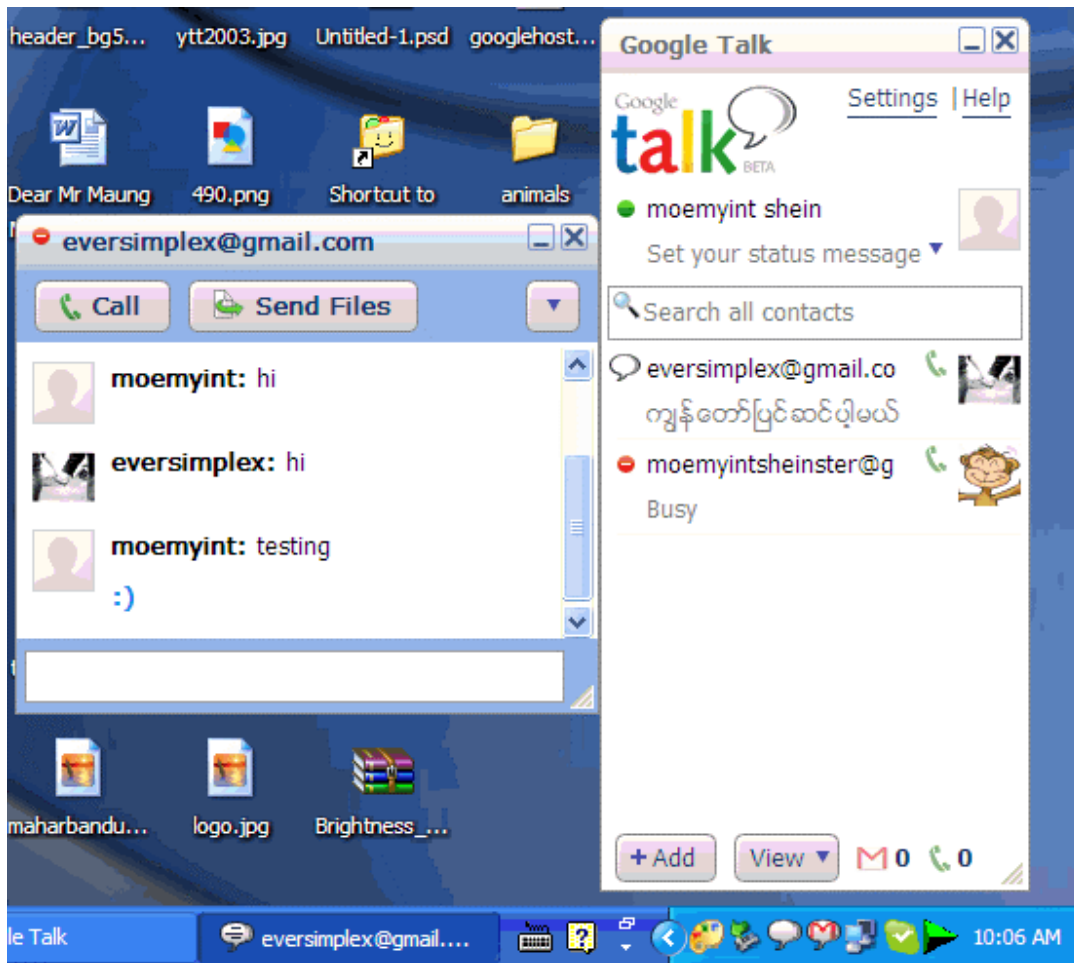 header_bg5... ytt2003.jpg Untitled-1.psd googlehost...
Dear Mr Maung 490.png Shortcut to animals
eversimplex@gmail.com
Call Send Files
moemyint: hi
eversimplex: hi
moemyint: testing
:)
maharbandu... logo.jpg Brightness_...
Google Talk
Settings | Help
Google
talk
BETA
moemyint shein
Set your status message
Search all contacts
eversimplex@gmail.co
ကျွန်တော်ပြင်ဆင်ပါ့မယ်
moemyintsheinster@g
Busy
+ Add View 0 0
le Talk eversimplex@gmail.... 10:06 AM